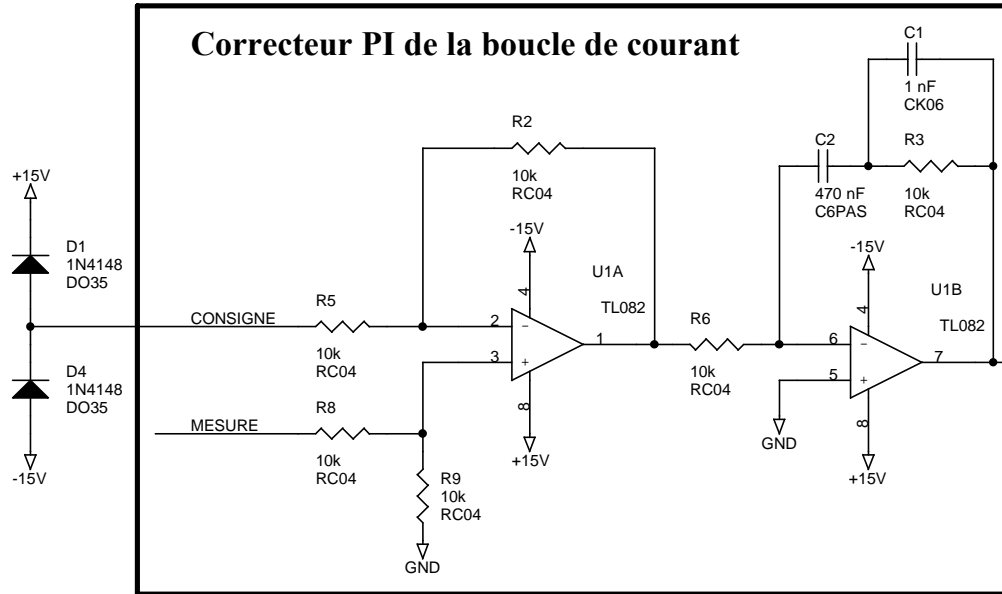 Correcteur PI de la boucle de courant
C1
1 nF
CK06
R2
10k
RC04
C2
470 nF
C6PAS
R3
10k
RC04
+15V
D1
1N4148
DO35
-15V
4
U1A
TL082
-15V
4
U1B
TL082
CONSIGNE
R5
10k
RC04
2
3
1
8
+15V
R6
10k
RC04
6
5
7
8
+15V
GND
D4
1N4148
DO35
-15V
MESURE
R8
10k
RC04
R9
10k
RC04
GND